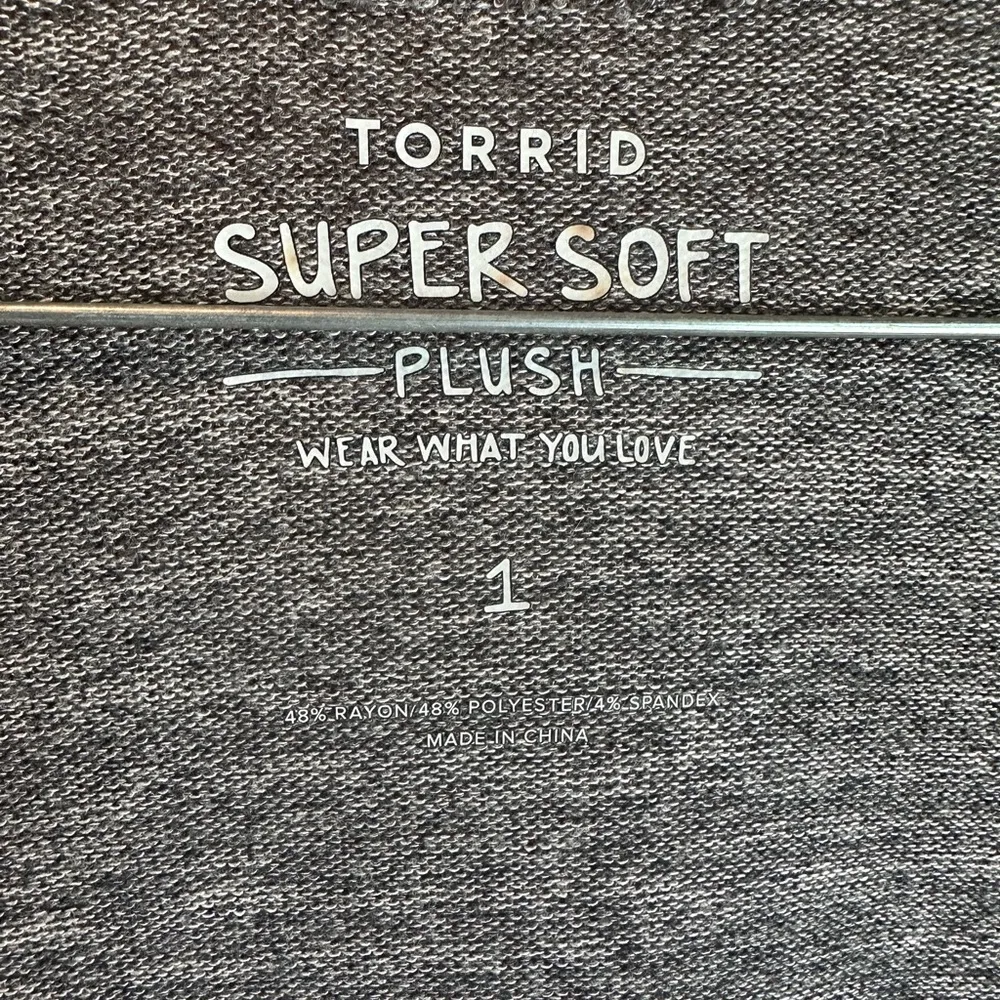 TORRID
SUPER SOFT
PLUSH
WEAR WHAT YOU LOVE
1
48% RAYON/48% POLYESTER/4% SPANDEX
MADE IN CHINA